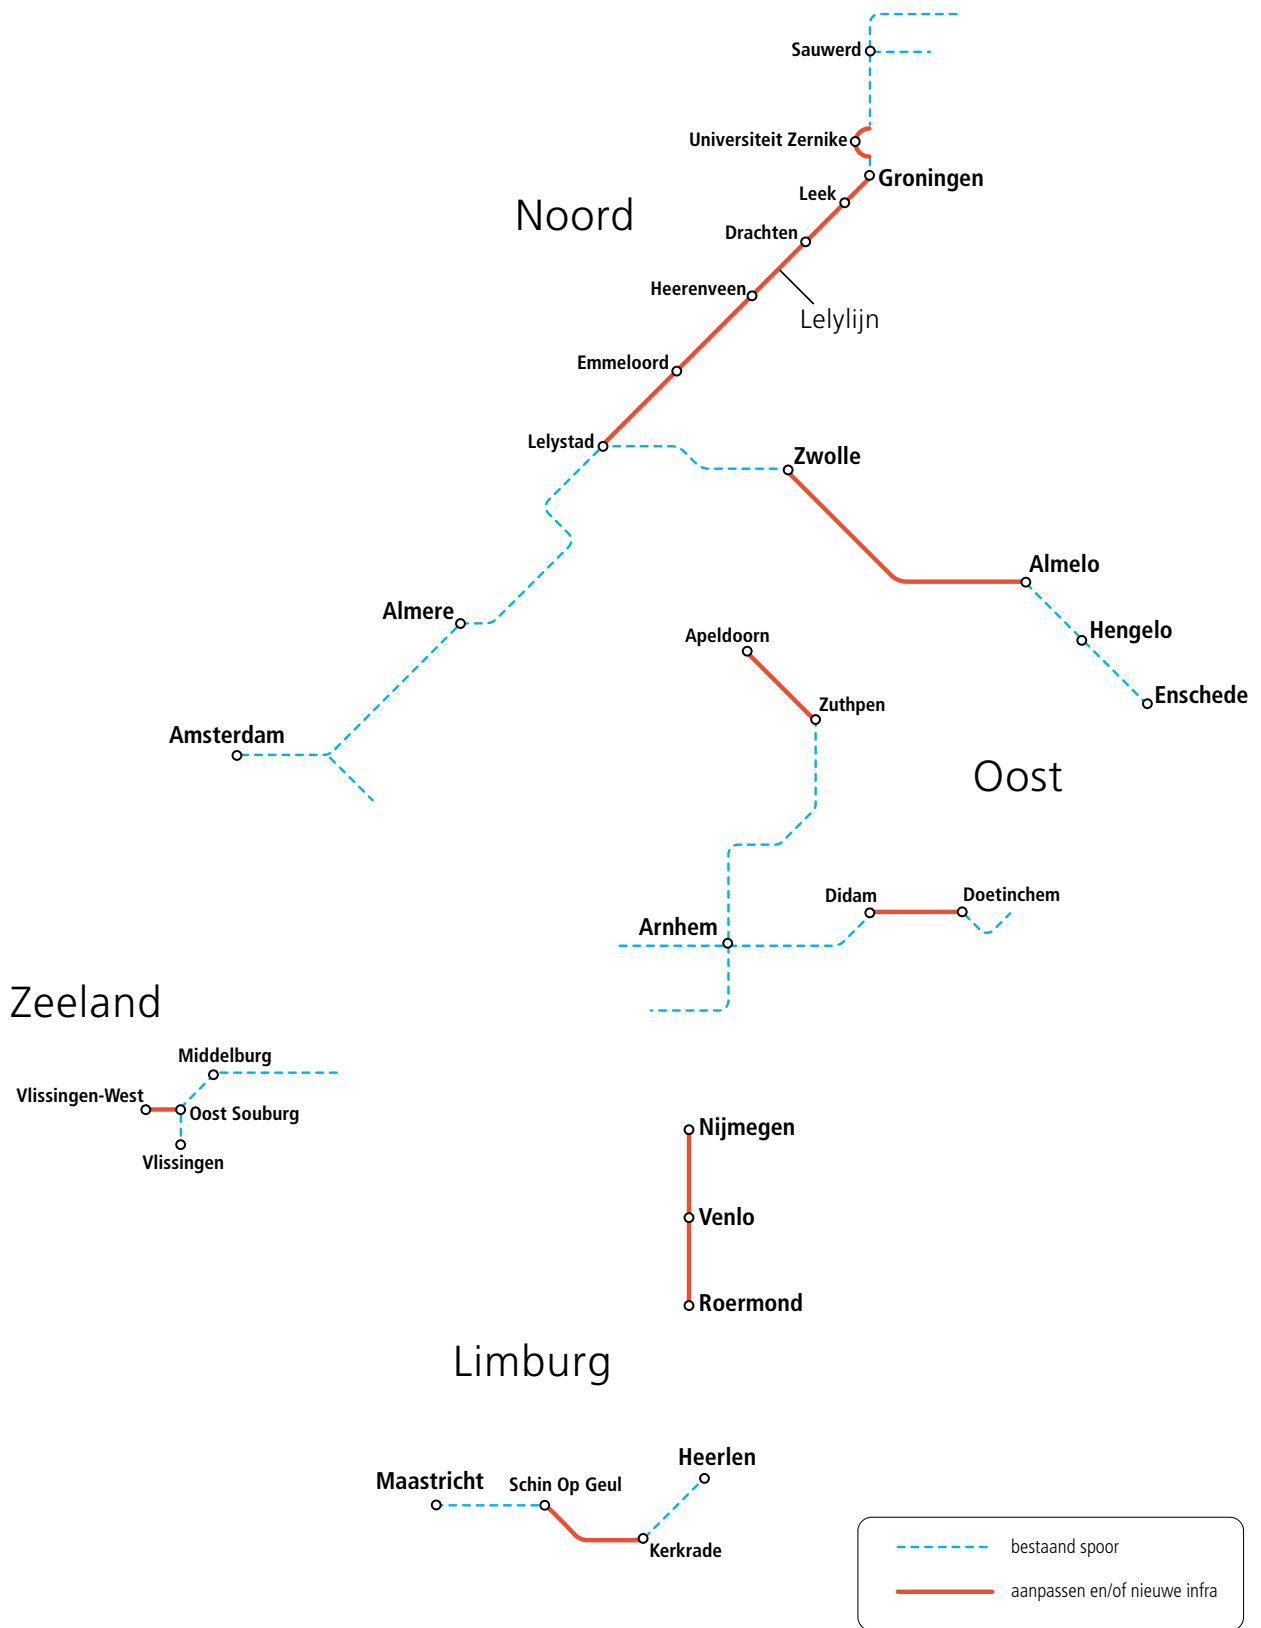 Sauwerd
Universiteit Zernike
Groningen
Leek
Noord
Drachten
Heerenveen
Lelylijn
Emmeloord
Lelystad
Zwolle
Almelo
Almere
Hengelo
Apeldoorn
Enschede
Zuthpen
Amsterdam
Oost
Didam
Doetinchem
Arnhem
Zeeland
Middelburg
Vlissingen-West
Oost Souburg
Vlissingen
Nijmegen
Venlo
Roermond
Limburg
Heerlen
Maastricht
Schin Op Geul
Kerkrade
bestaand spoor
aanpassen en/of nieuwe infra